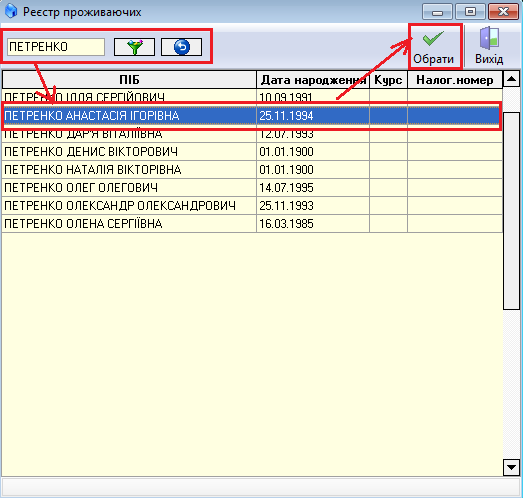 Реєстр проживаючих
ПЕТРЕНКО
Обрати
Вихід
ПІБ Дата народження Курс Налог.номер
ПЕТРЕНКО ІЛЛЯ СЕРГІЙОВИЧ 10.09.1991
ПЕТРЕНКО АНАСТАСІЯ ІГОРІВНА 25.11.1994
ПЕТРЕНКО ДАР'Я ВІТАЛІЇВНА 12.07.1993
ПЕТРЕНКО ДЕНИС ВІКТОРОВИЧ 01.01.1900
ПЕТРЕНКО НАТАЛІЯ ВІКТОРІВНА 01.01.1900
ПЕТРЕНКО ОЛЕГ ОЛЕГОВИЧ 14.07.1995
ПЕТРЕНКО ОЛЕКСАНДР ОЛЕКСАНДРОВИЧ 25.11.1993
ПЕТРЕНКО ОЛЕНА СЕРГІЇВНА 16.03.1985